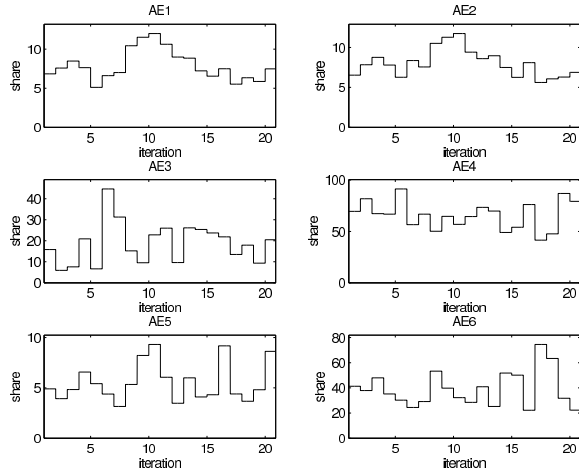 AE1 AE2
10 10
share share
5 5
0 0
5 10 15 20 5 10 15 20
iteration iteration
AE3 AE4
40 100
30
share share
20 50
10
0 0
5 10 15 20 5 10 15 20
iteration iteration
AE5 AE6
10 80
60
share share
5 40
20
0 0
5 10 15 20 5 10 15 20
iteration iteration